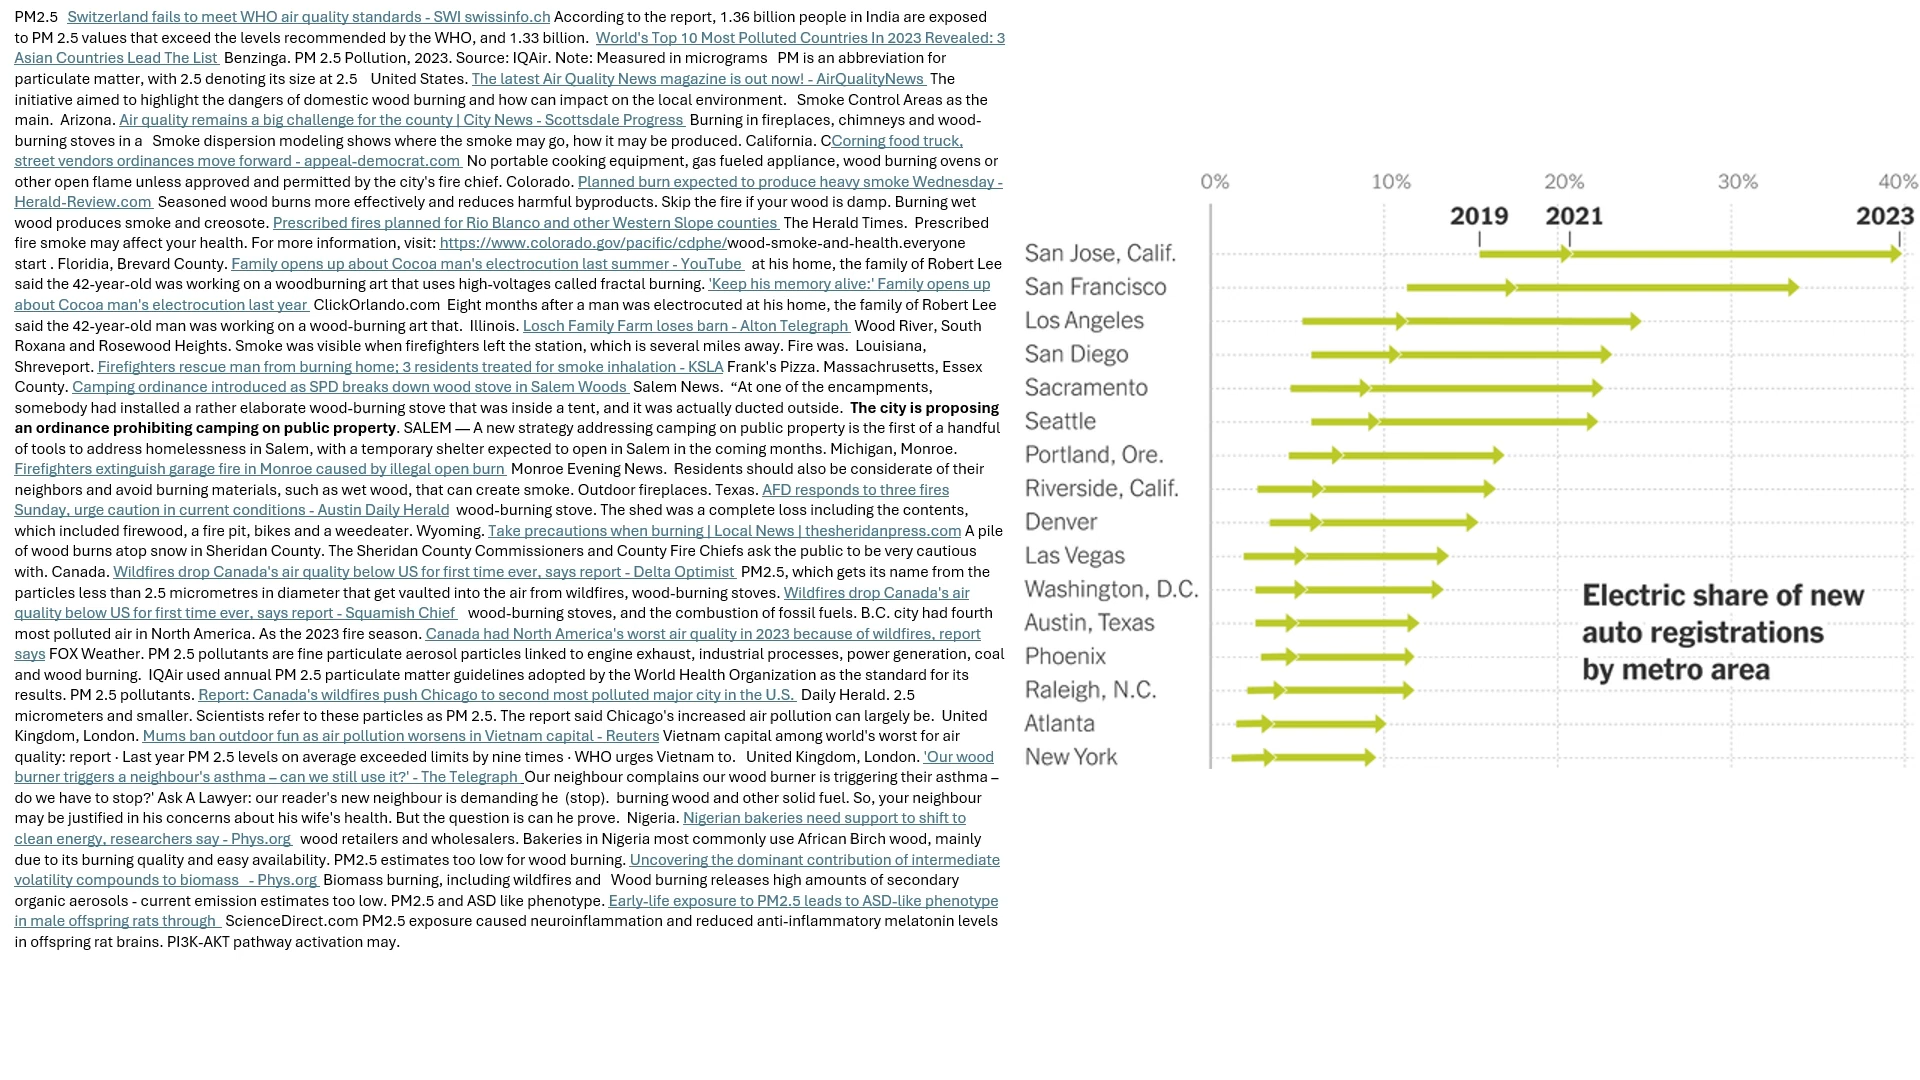 PM2.5 Switzerland fails to meet WHO air quality standards - SWI swissinfo.ch According to the report, 1.36 billion people in India are exposed
to PM 2.5 values that exceed the levels recommended by the WHO, and 1.33 billion. World's Top 10 Most Polluted Countries In 2023 Revealed: 3
Asian Countries Lead The List Benzinga. PM 2.5 Pollution, 2023. Source: IQAir. Note: Measured in micrograms PM is an abbreviation for
particulate matter, with 2.5 denoting its size at 2.5 United States. The latest Air Quality News magazine is out now! - AirQualityNews The
initiative aimed to highlight the dangers of domestic wood burning and how can impact on the local environment. Smoke Control Areas as the
main. Arizona. Air quality remains a big challenge for the county | City News - Scottsdale Progress Burning in fireplaces, chimneys and wood-
burning stoves in a Smoke dispersion modeling shows where the smoke may go, how it may be produced. California. CCorning food truck,
street vendors ordinances move forward - appeal-democrat.com No portable cooking equipment, gas fueled appliance, wood burning ovens or
other open flame unless approved and permitted by the city's fire chief. Colorado. Planned burn expected to produce heavy smoke Wednesday -
Herald-Review.com Seasoned wood burns more effectively and reduces harmful byproducts. Skip the fire if your wood is damp. Burning wet
wood produces smoke and creosote. Prescribed fires planned for Rio Blanco and other Western Slope counties The Herald Times. Prescribed
fire smoke may affect your health. For more information, visit: https://www.colorado.gov/pacific/cdphe/wood-smoke-and-health.everyone
start . Floridia, Brevard County. Family opens up about Cocoa man's electrocution last summer - YouTube at his home, the family of Robert Lee
said the 42-year-old was working on a woodburning art that uses high-voltages called fractal burning. 'Keep his memory alive:' Family opens up
about Cocoa man's electrocution last year ClickOrlando.com Eight months after a man was electrocuted at his home, the family of Robert Lee
said the 42-year-old man was working on a wood-burning art that. Illinois. Losch Family Farm loses barn - Alton Telegraph Wood River, South
Roxana and Rosewood Heights. Smoke was visible when firefighters left the station, which is several miles away. Fire was. Louisiana,
Shreveport. Firefighters rescue man from burning home; 3 residents treated for smoke inhalation - KSLA Frank's Pizza. Massachusetts, Essex
County. Camping ordinance introduced as SPD breaks down wood stove in Salem Woods Salem News. “At one of the encampments,
somebody had installed a rather elaborate wood-burning stove that was inside a tent, and it was actually ducted outside. The city is proposing
an ordinance prohibiting camping on public property. SALEM — A new strategy addressing camping on public property is the first of a handful
of tools to address homelessness in Salem, with a temporary shelter expected to open in Salem in the coming months. Michigan, Monroe.
Firefighters extinguish garage fire in Monroe caused by illegal open burn Monroe Evening News. Residents should also be considerate of their
neighbors and avoid burning materials, such as wet wood, that can create smoke. Outdoor fireplaces. Texas. AFD responds to three fires
Sunday, urge caution in current conditions - Austin Daily Herald wood-burning stove. The shed was a complete loss including the contents,
which included firewood, a fire pit, bikes and a weedeater. Wyoming. Take precautions when burning | Local News | thesheridanpress.com A pile
of wood burns atop snow in Sheridan County. The Sheridan County Commissioners and County Fire Chiefs ask the public to be very cautious
with. Canada. Wildfires drop Canada's air quality below US for first time ever, says report - Delta Optimist PM2.5, which gets its name from the
particles less than 2.5 micrometres in diameter that get vaulted into the air from wildfires, wood-burning stoves. Wildfires drop Canada's air
quality below US for first time ever, says report - Squamish Chief wood-burning stoves, and the combustion of fossil fuels. B.C. city had fourth
most polluted air in North America. As the 2023 fire season. Canada had North America's worst air quality in 2023 because of wildfires, report
says FOX Weather. PM 2.5 pollutants are fine particulate aerosol particles linked to engine exhaust, industrial processes, power generation, coal
and wood burning. IQAir used annual PM 2.5 particulate matter guidelines adopted by the World Health Organization as the standard for its
results. PM 2.5 pollutants. Report: Canada's wildfires push Chicago to second most polluted major city in the U.S. Daily Herald. 2.5
micrometers and smaller. Scientists refer to these particles as PM 2.5. The report said Chicago's increased air pollution can largely be. United
Kingdom, London. Mums ban outdoor fun as air pollution worsens in Vietnam capital - Reuters Vietnam capital among world's worst for air
quality: report · Last year PM 2.5 levels on average exceeded limits by nine times · WHO urges Vietnam to. United Kingdom, London. 'Our wood
burner triggers a neighbour's asthma – can we still use it?' - The Telegraph Our neighbour complains our wood burner is triggering their asthma –
do we have to stop?' Ask A Lawyer: our reader's new neighbour is demanding he (stop). burning wood and other solid fuel. So, your neighbour
may be justified in his concerns about his wife's health. But the question is can he prove. Nigeria. Nigerian bakeries need support to shift to
clean energy, researchers say - Phys.org wood retailers and wholesalers. Bakeries in Nigeria most commonly use African Birch wood, mainly
due to its burning quality and easy availability. PM2.5 estimates too low for wood burning. Uncovering the dominant contribution of intermediate
volatility compounds to biomass - Phys.org Biomass burning, including wildfires and Wood burning releases high amounts of secondary
organic aerosols - current emission estimates too low. PM2.5 and ASD like phenotype. Early-life exposure to PM2.5 leads to ASD-like phenotype
in male offspring rats through ScienceDirect.com PM2.5 exposure caused neuroinflammation and reduced anti-inflammatory melatonin levels
in offspring rat brains. PI3K-AKT pathway activation may.
0% 10% 20% 30% 40%
2019 2021 2023
San Jose, Calif.
San Francisco
Los Angeles
San Diego
Sacramento
Seattle
Portland, Ore.
Riverside, Calif.
Denver
Las Vegas
Washington, D.C.
Austin, Texas
Phoenix
Raleigh, N.C.
Atlanta
New York
Electric share of new
auto registrations
by metro area